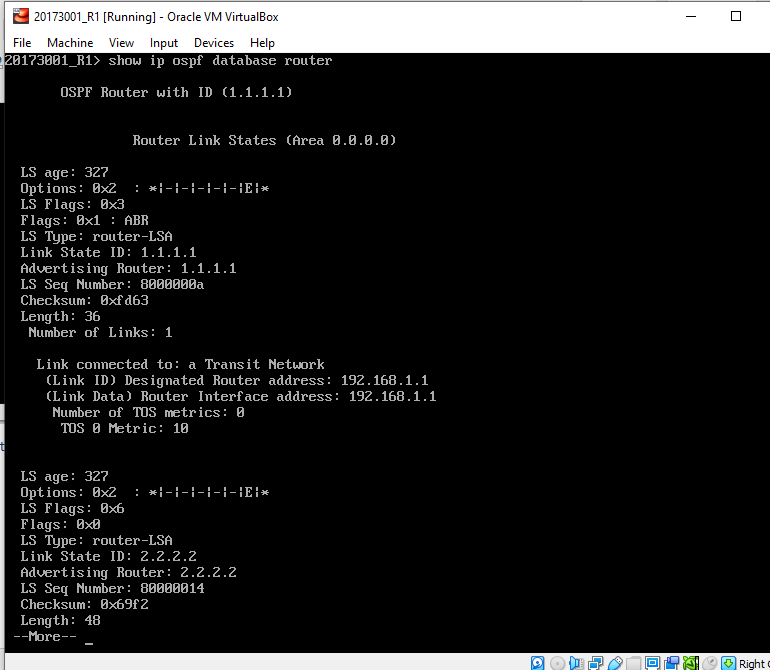 20173001_R1 [Running] - Oracle VM VirtualBox
File Machine View Input Devices Help
20173001_R1> show ip ospf database router
OSPF Router with ID (1.1.1.1)
Router Link States (Area 0.0.0.0)
LS age: 327
Options: 0x2 : *|-|-|-|-|-|E|*
LS Flags: 0x3
Flags: 0x1 : ABR
LS Type: router-LSA
Link State ID: 1.1.1.1
Advertising Router: 1.1.1.1
LS Seq Number: 8000000a
Checksum: 0xfd63
Length: 36
Number of Links: 1
Link connected to: a Transit Network
(Link ID) Designated Router address: 192.168.1.1
(Link Data) Router Interface address: 192.168.1.1
Number of TOS metrics: 0
TOS 0 Metric: 10
LS age: 327
Options: 0x2 : *|-|-|-|-|-|E|*
LS Flags: 0x6
Flags: 0x0
LS Type: router-LSA
Link State ID: 2.2.2.2
Advertising Router: 2.2.2.2
LS Seq Number: 80000014
Checksum: 0x69f2
Length: 48
--More-- _
Right